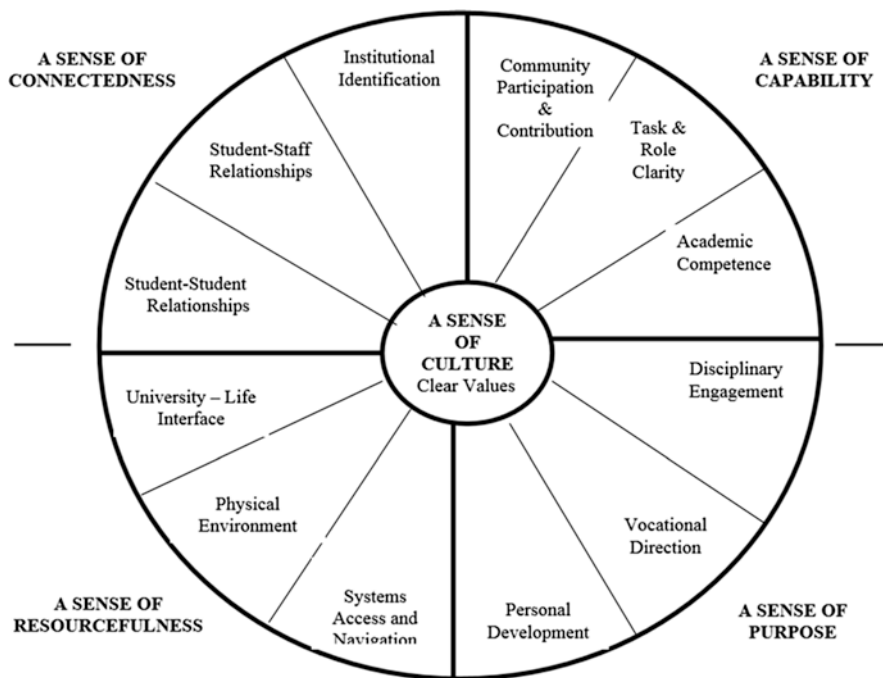 A SENSE OF
CONNECTEDNESS
Institutional
Identification
Community
Participation
&
Contribution
A SENSE OF
CAPABILITY
Student-Staff
Relationships
Task &
Role
Clarity
Student-Student
Relationships
Academic
Competence
A SENSE
OF
CULTURE
Clear Values
University – Life
Interface
Disciplinary
Engagement
Physical
Environment
Vocational
Direction
A SENSE OF
RESOURCEFULNESS
Systems
Access and
Navigation
Personal
Development
A SENSE OF
PURPOSE